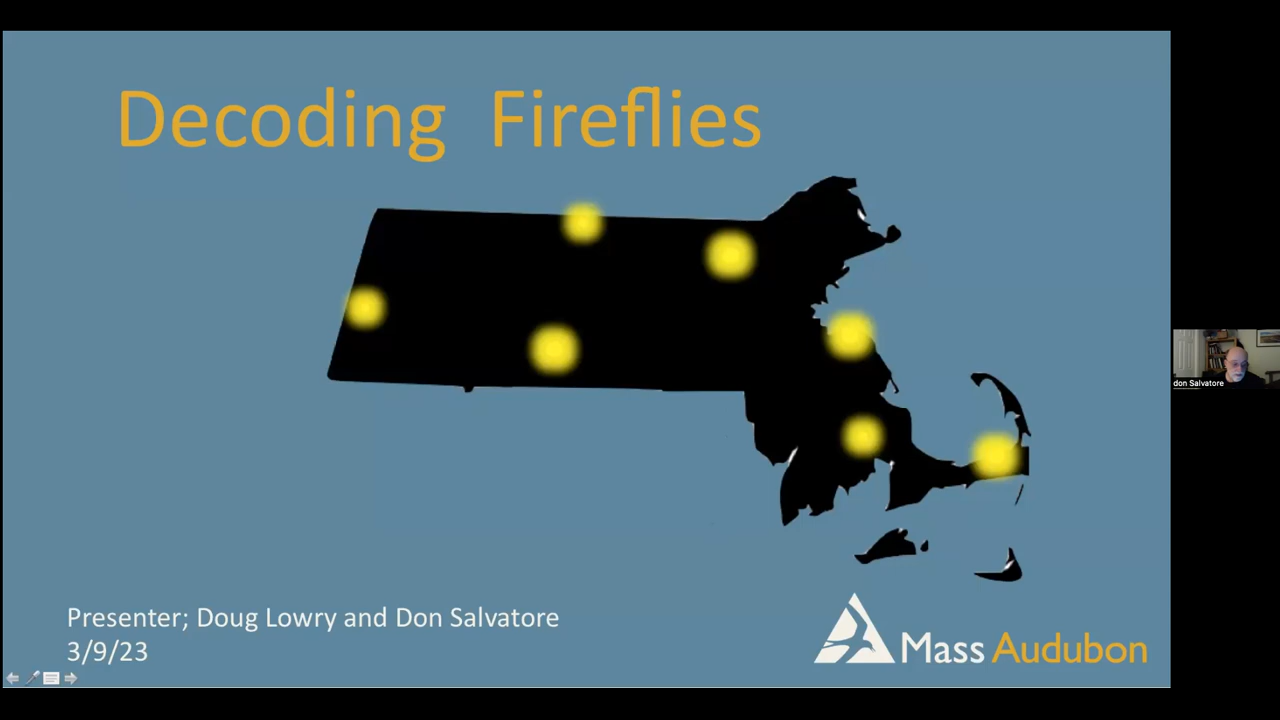 Decoding Fireflies
don Salvatore
Presenter; Doug Lowry and Don Salvatore
3/9/23
Mass Audubon